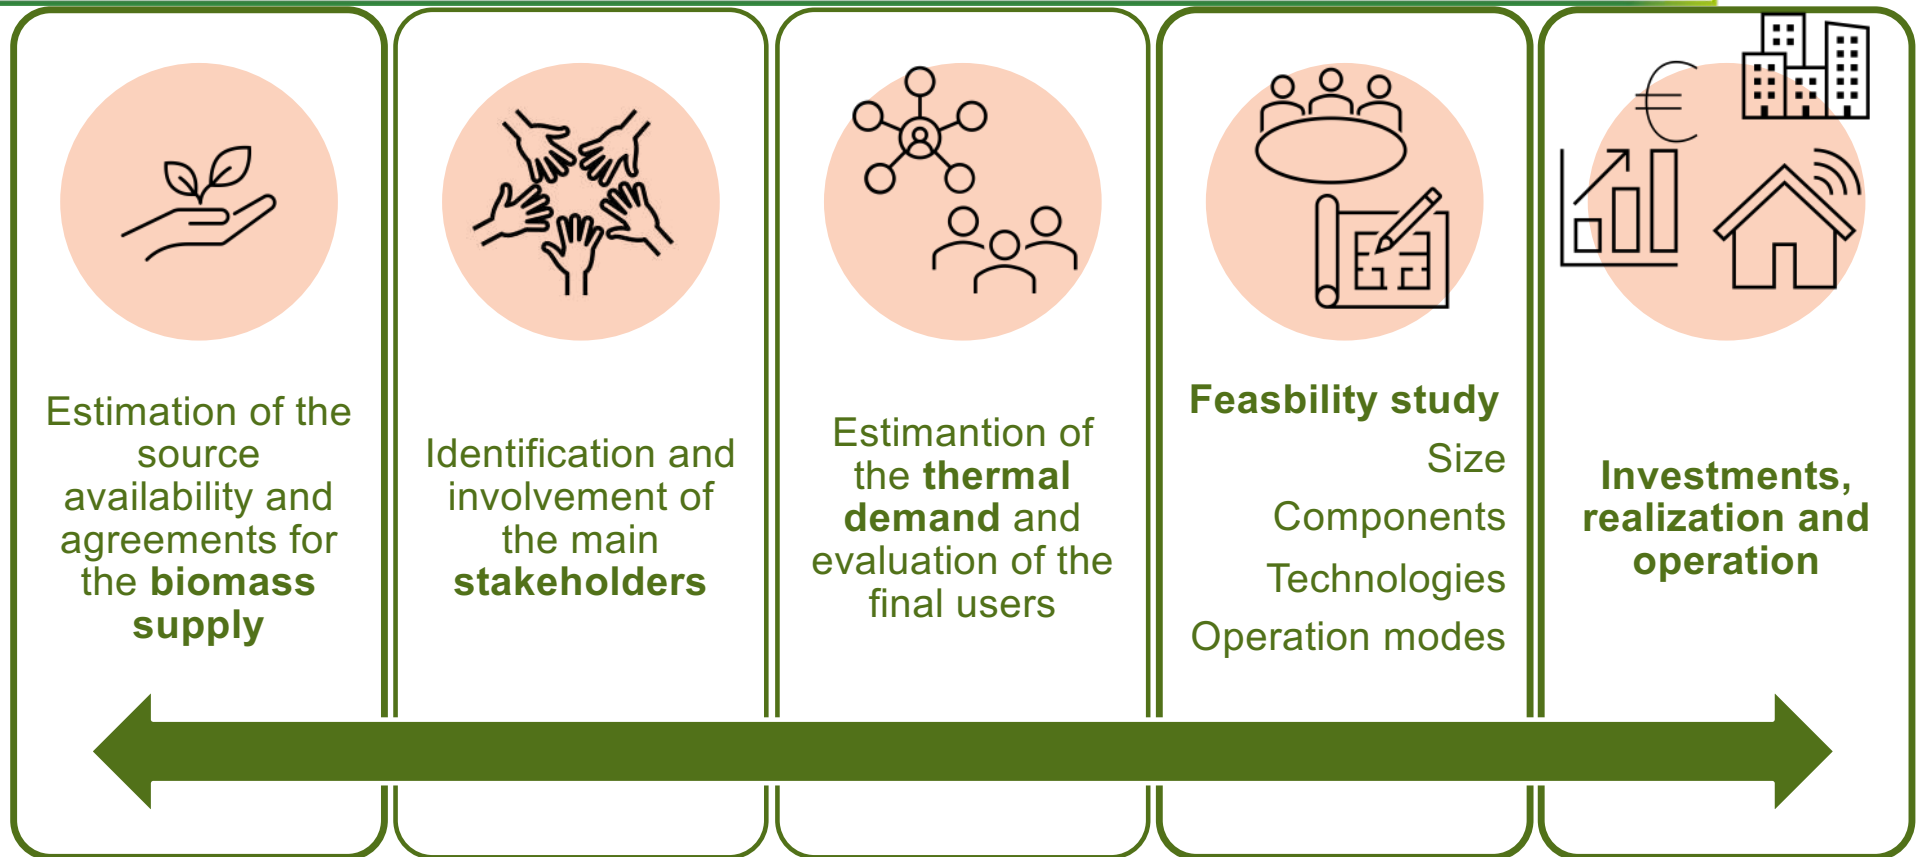 Estimation of the
source
availability and
agreements for
the biomass
supply
Identification and
involvement of
the main
stakeholders
Estimantion of
the thermal
demand and
evaluation of the
final users
Feasbility study
Size
Components
Technologies
Operation modes
Investments,
realization and
operation